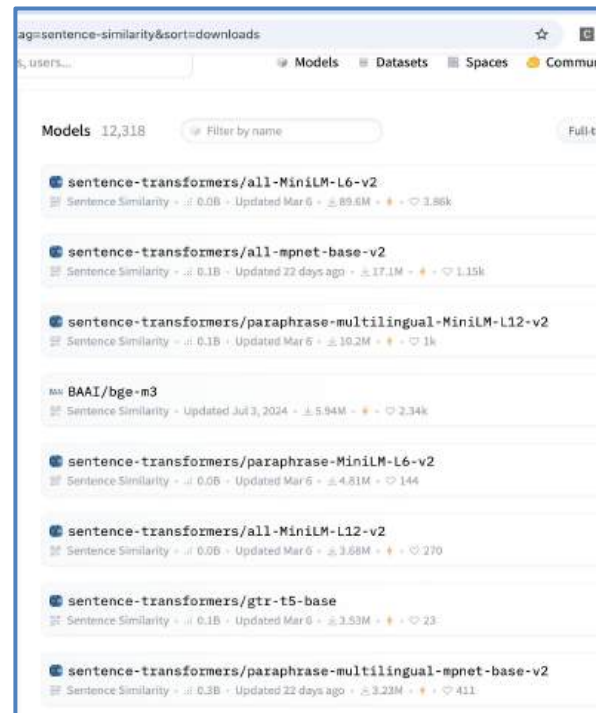 ag=sentence-similarity&sort=downloads
s, users...
Models
Datasets
Spaces
Commun
Models 12,318
Filter by name
Full-t
sentence-transformers/all-MiniLM-L6-v2
Sentence Similarity • 0.0B • Updated Mar 6 • 89.6M • 3.86k
sentence-transformers/all-mpnet-base-v2
Sentence Similarity • 0.1B • Updated 22 days ago • 17.1M • 1.15k
sentence-transformers/paraphrase-multilingual-MiniLM-L12-v2
Sentence Similarity • 0.1B • Updated Mar 6 • 10.2M • 1k
BAAI/bge-m3
Sentence Similarity • Updated Jul 3, 2024 • 5.94M • 2.34k
sentence-transformers/paraphrase-MiniLM-L6-v2
Sentence Similarity • 0.0B • Updated Mar 6 • 4.81M • 144
sentence-transformers/all-MiniLM-L12-v2
Sentence Similarity • 0.0B • Updated Mar 6 • 3.68M • 270
sentence-transformers/gtr-t5-base
Sentence Similarity • 0.1B • Updated Mar 6 • 3.53M • 23
sentence-transformers/paraphrase-multilingual-mpnet-base-v2
Sentence Similarity • 0.3B • Updated 22 days ago • 3.23M • 411